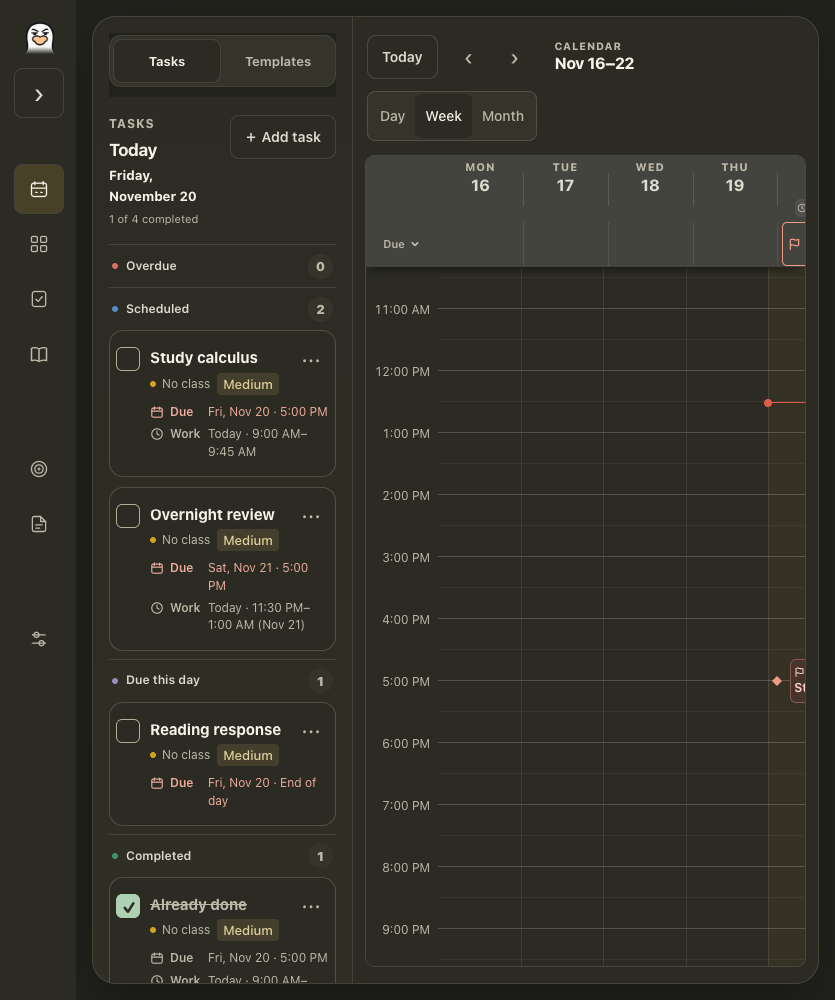 Tasks
Templates
TASKS
Today
Friday,
November 20
1 of 4 completed
+ Add task
Overdue
0
Scheduled
2
Study calculus
No class
Medium
Due
Fri, Nov 20 · 5:00 PM
Work
Today · 9:00 AM–
9:45 AM
Overnight review
No class
Medium
Due
Sat, Nov 21 · 5:00
PM
Work
Today · 11:30 PM–
1:00 AM (Nov 21)
Due this day
1
Reading response
No class
Medium
Due
Fri, Nov 20 · End of
day
Completed
1
Already done
No class
Medium
Due
Fri, Nov 20 · 5:00 PM
Work
Today · 9:00 AM–
Today
CALENDAR
Nov 16–22
Day
Week
Month
MON
16
TUE
17
WED
18
THU
19
Due
11:00 AM
12:00 PM
1:00 PM
2:00 PM
3:00 PM
4:00 PM
5:00 PM
6:00 PM
7:00 PM
8:00 PM
9:00 PM